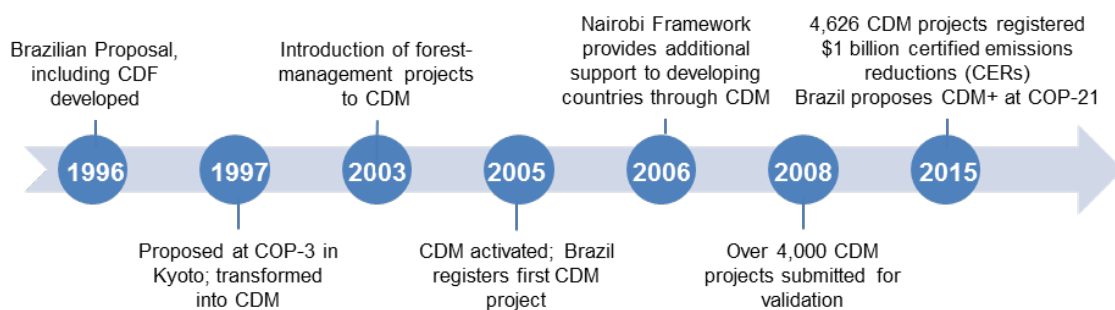 Brazilian Proposal,
including CDF
developed
Introduction of forest-
management projects
to CDM
Nairobi Framework
provides additional
support to developing
countries through CDM
4,626 CDM projects registered
$1 billion certified emissions
reductions (CERs)
Brazil proposes CDM+ at COP-21
1996
1997
2003
2005
2006
2008
2015
Proposed at COP-3 in
Kyoto; transformed
into CDM
CDM activated; Brazil
registers first CDM
project
Over 4,000 CDM
projects submitted for
validation